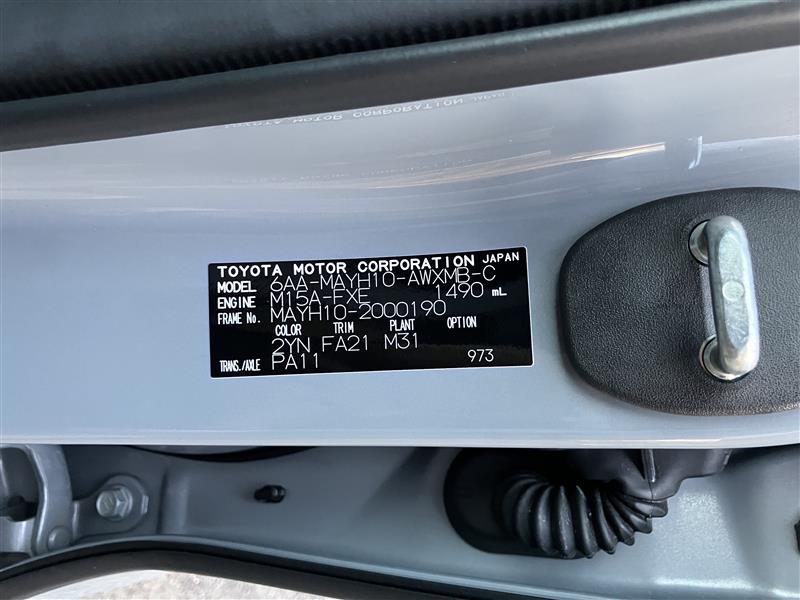 TOYOTA MOTOR CORPORATION JAPAN
MODEL 6AA-MAYH10-AWXMB-C
ENGINE M15A-FXE 1490 mL
FRAME No. MAYH10-2000190
COLOR TRIM PLANT OPTION
2YN FA21 M31
TRANS./AXLE PA11 973